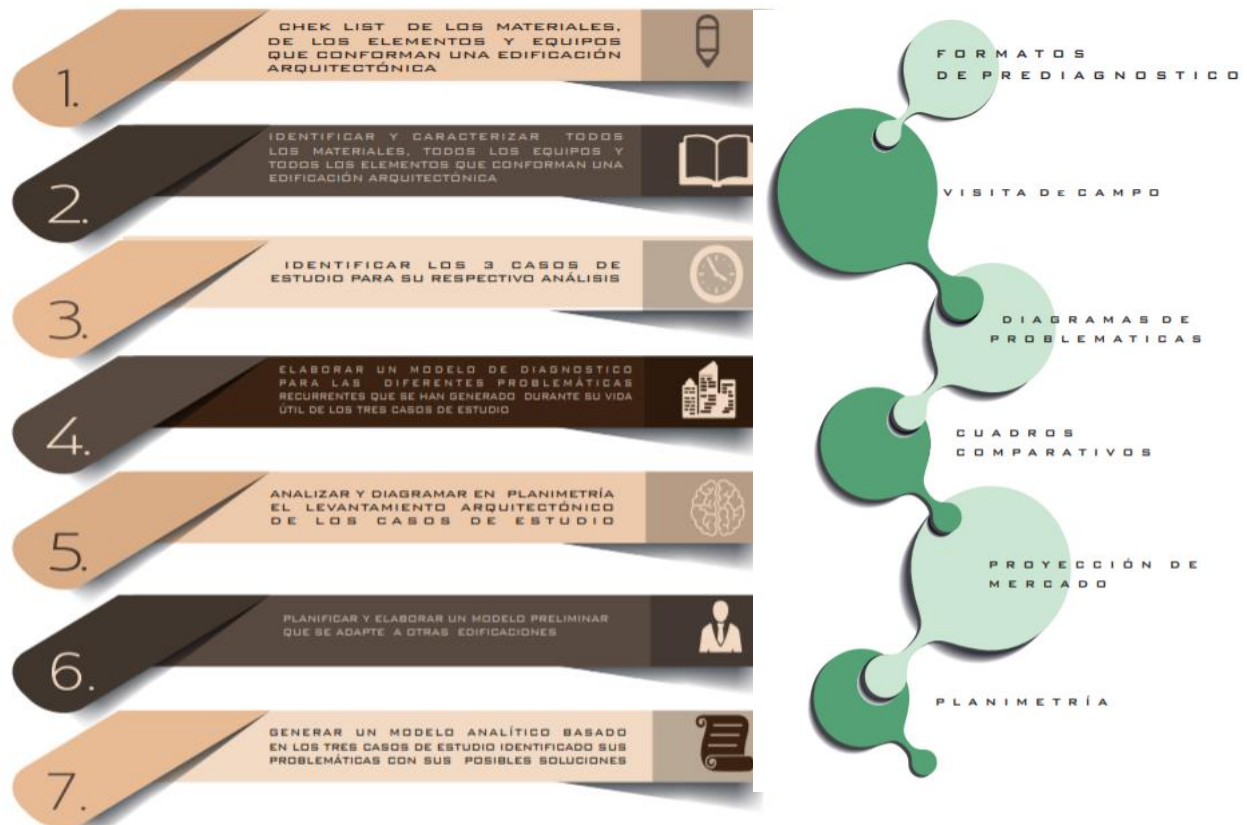 1.
CHEK LIST DE LOS MATERIALES,
DE LOS ELEMENTOS Y EQUIPOS
QUE CONFORMAN UNA EDIFICACIÓN
ARQUITECTÓNICA
2.
IDENTIFICAR Y CARACTERIZAR TODOS
LOS MATERIALES, TODOS LOS EQUIPOS Y
TODOS LOS ELEMENTOS QUE CONFORMAN UNA
EDIFICACIÓN ARQUITECTÓNICA
3.
IDENTIFICAR LOS 3 CASOS DE
ESTUDIO PARA SU RESPECTIVO ANÁLISIS
4.
ELABORAR UN MODELO DE DIAGNOSTICO
PARA LAS DIFERENTES PROBLEMÁTICAS
RECURRENTES QUE SE HAN GENERADO DURANTE SU VIDA
ÚTIL DE LOS TRES CASOS DE ESTUDIO
5.
ANALIZAR Y DIAGRAMAR EN PLANIMETRÍA
EL LEVANTAMIENTO ARQUITECTÓNICO
DE LOS CASOS DE ESTUDIO
6.
PLANIFICAR Y ELABORAR UN MODELO PRELIMINAR
QUE SE ADAPTE A OTRAS EDIFICACIONES
7.
GENERAR UN MODELO ANALÍTICO BASADO
EN LOS TRES CASOS DE ESTUDIO IDENTIFICADO SUS
PROBLEMÁTICAS CON SUS POSIBLES SOLUCIONES
FORMATOS
DE PREDIAGNOSTICO
VISITA DE CAMPO
DIAGRAMAS DE
PROBLEMATICAS
CUADROS
COMPARATIVOS
PROYECCIÓN DE
MERCADO
PLANIMETRÍA